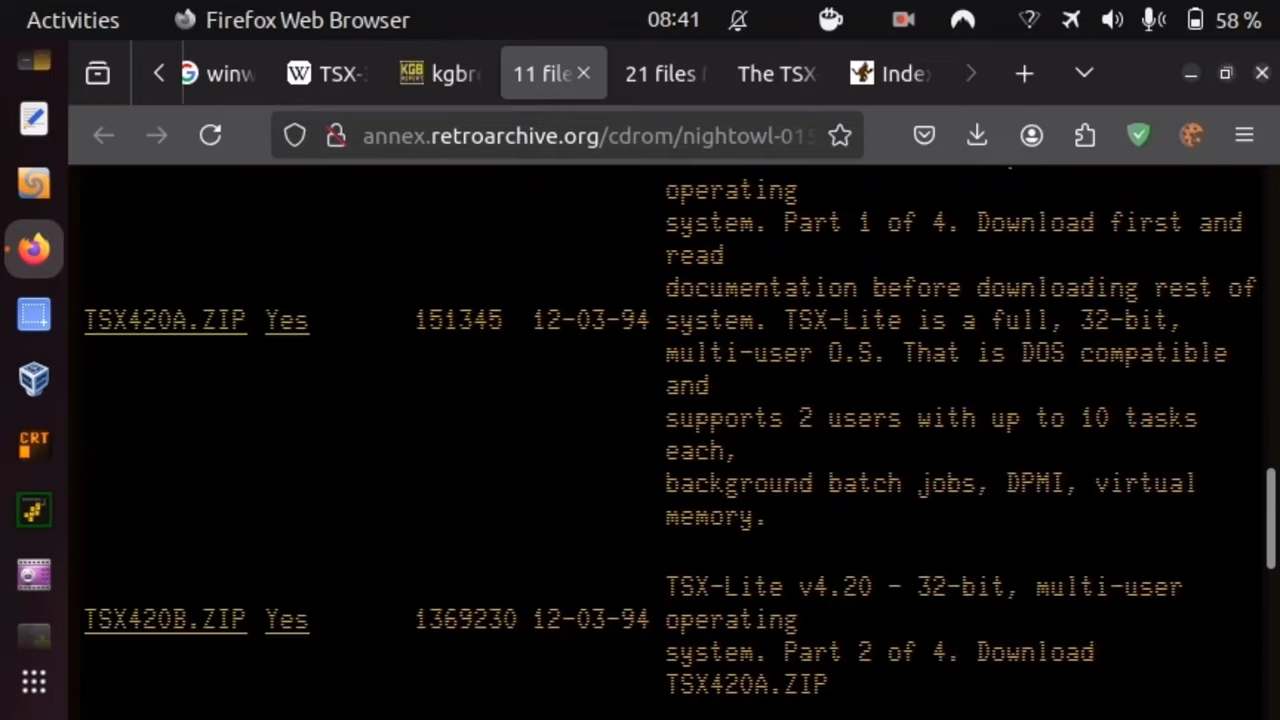 Activities Firefox Web Browser 08:41 58 %
winw TSX- kgbr 11 file 21 files The TSX Index
annex.retroarchive.org/cdrom/nightowl-015
operating
system. Part 1 of 4. Download first and
read
documentation before downloading rest of
TSX420A.ZIP Yes 151345 12-03-94 system. TSX-Lite is a full, 32-bit,
multi-user O.S. That is DOS compatible
and
supports 2 users with up to 10 tasks
each,
background batch jobs, DPMI, virtual
memory.
TSX-Lite v4.20 - 32-bit, multi-user
TSX420B.ZIP Yes 1369230 12-03-94 operating
system. Part 2 of 4. Download
TSX420A.ZIP
CRT